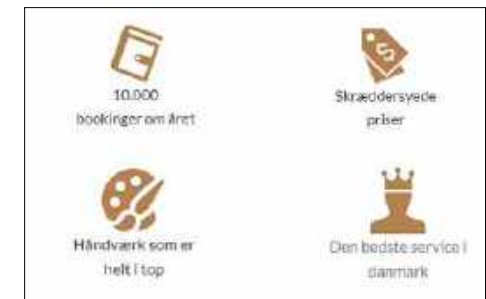 10.000
bookinger om året
Skræddersyede
priser
Håndværk som er
helt i top
Den bedste service i
danmark